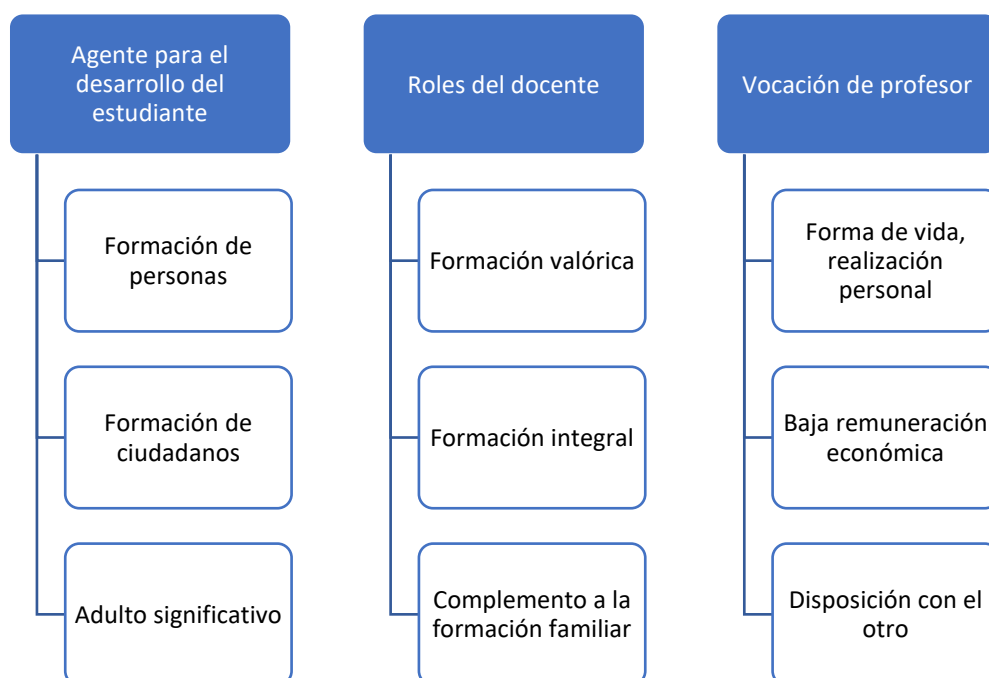 Agente para el
desarrollo del
estudiante
Formación de
personas
Formación de
ciudadanos
Adulto significativo
Roles del docente
Formación valórica
Formación integral
Complemento a la
formación familiar
Vocación de profesor
Forma de vida,
realización
personal
Baja remuneración
económica
Disposición con el
otro